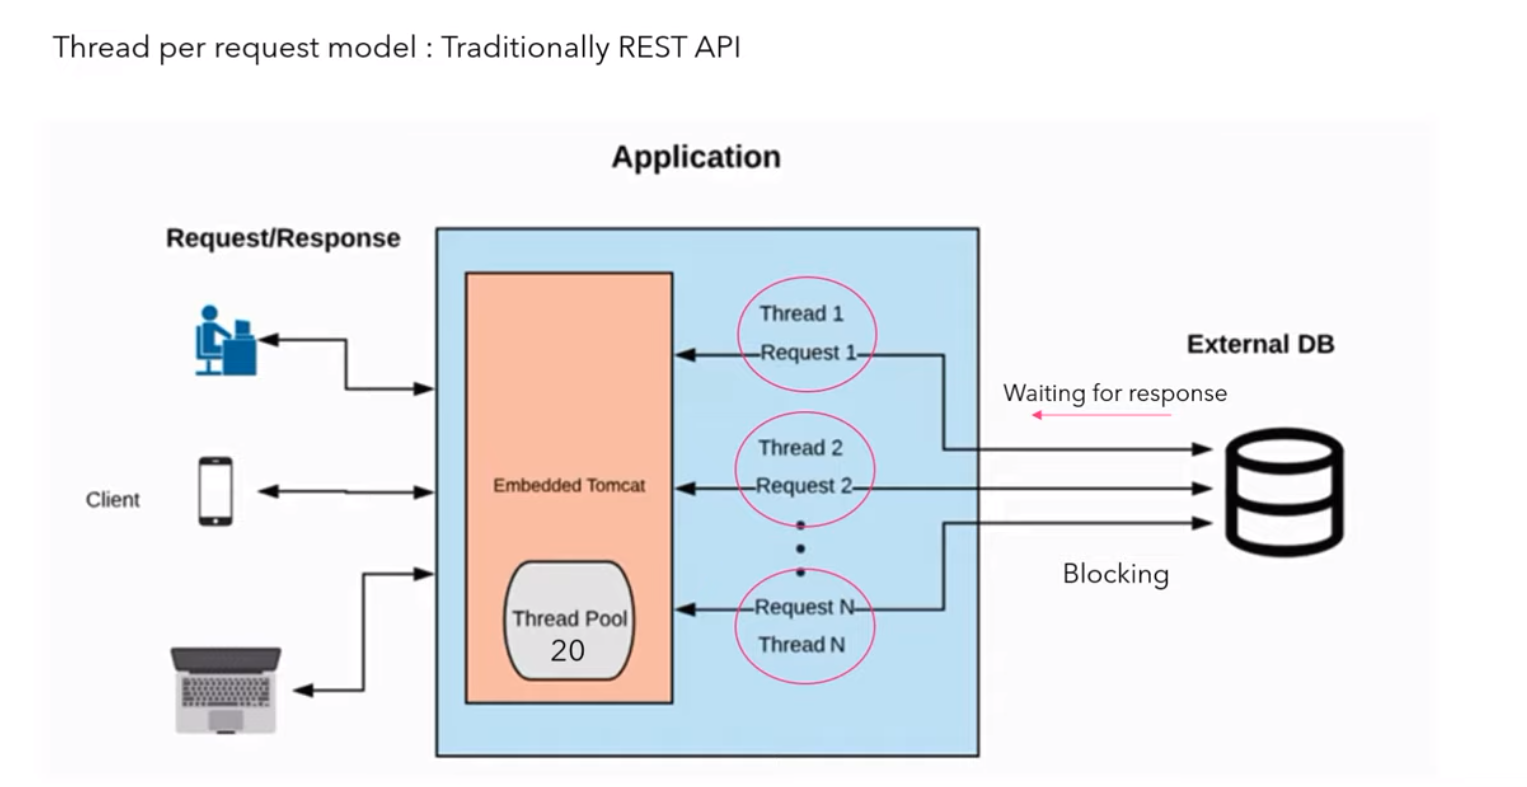 Thread per request model : Traditionally REST API
Application
Request/Response
Thread 1
Request 1
External DB
Waiting for response
Thread 2
Request 2
Embedded Tomcat
Client
Blocking
Request N
Thread N
Thread Pool
20